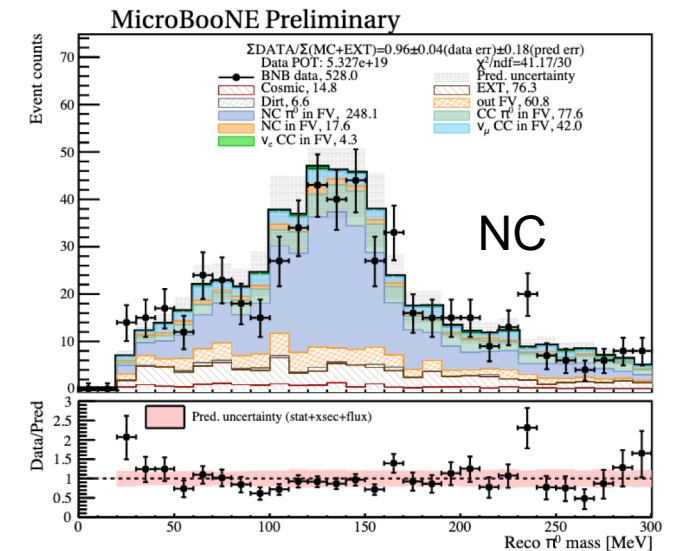 MicroBooNE Preliminary
ΣDATA/Σ(MC+EXT)=0.96±0.04(data err)±0.18(pred err)
Data POT: 5.327e+19 χ²/ndf=41.17/30
BNB data, 528.0 Pred. uncertainty
Cosmic, 14.8 EXT, 76.3
Dirt, 6.6 out FV, 60.8
NC π⁰ in FV, 248.1 CC π⁰ in FV, 77.6
NC in FV, 17.6 νμ CC in FV, 42.0
νe CC in FV, 4.3
NC
Event counts
70
60
50
40
30
20
10
0
Pred. uncertainty (stat+xsec+flux)
Data/Pred
3
2.5
2
1.5
1
0.5
0
0 50 100 150 200 250 300
Reco π⁰ mass [MeV]